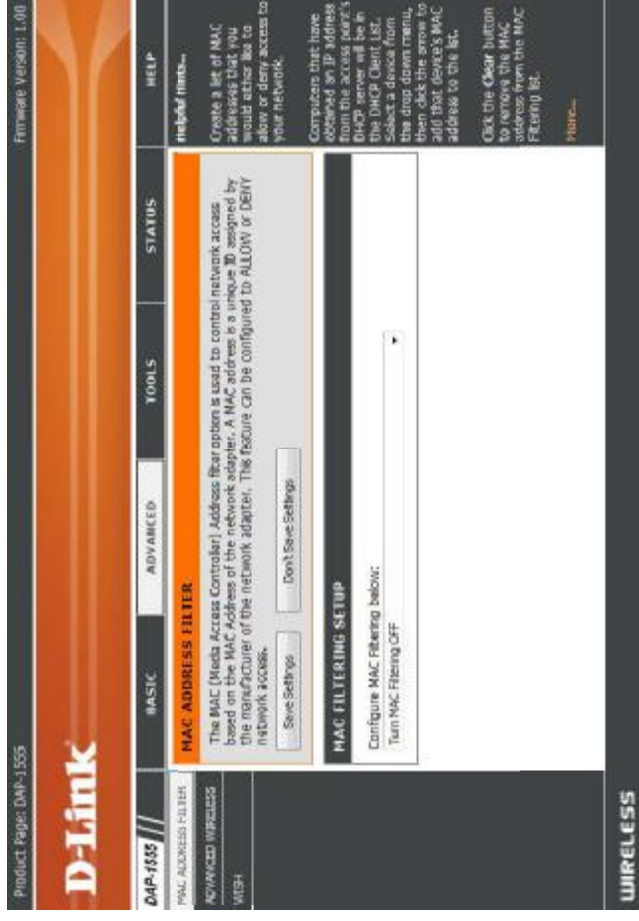 Product Page: DAP-1555
Firmware Version: 1.00
D-Link
DAP-1555
BASIC
ADVANCED
TOOLS
STATUS
HELP
MAC ADDRESS FILTER
ADVANCED WIRELESS
WISH
MAC ADDRESS FILTER
The MAC (Media Access Controller) Address filter option is used to control network access
based on the MAC Address of the network adapter. A MAC address is a unique ID assigned by
the manufacturer of the network adapter. This feature can be configured to ALLOW or DENY
network access.
Save Settings
Don't Save Settings
MAC FILTERING SETUP
Configure MAC Filtering below:
Turn MAC Filtering OFF
Helpful Hints...
Create a list of MAC
addresses that you
would either like to
allow or deny access to
your network.
Computers that have
obtained an IP address
from the access point's
DHCP server will be in
the DHCP Client List.
Select a device from
the drop down menu,
then click the arrow to
add that device's MAC
address to the list.
Click the Clear button
to remove the MAC
address from the MAC
Filtering list.
More...
WIRELESS